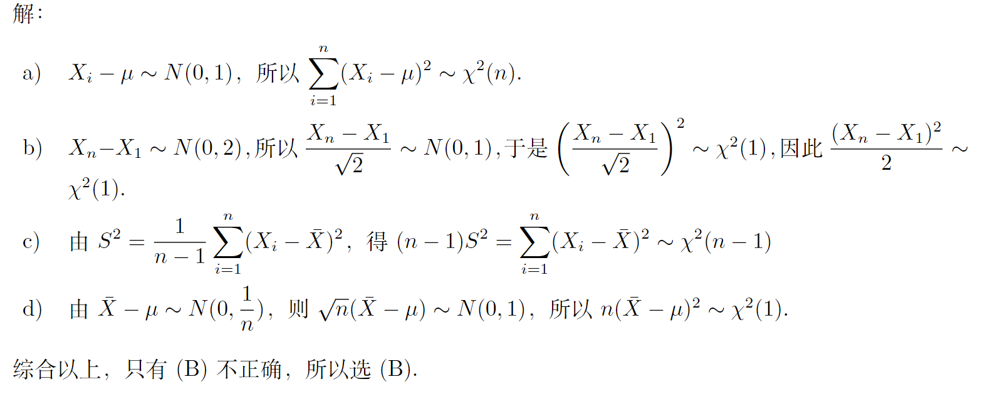 解：
a) $X_i - \mu \sim N(0,1)$，所以 $\sum_{i=1}^{n}(X_i - \mu)^2 \sim \chi^2(n)$.
b) $X_n - X_1 \sim N(0,2)$,所以 $\frac{X_n - X_1}{\sqrt{2}} \sim N(0,1)$,于是 $\left(\frac{X_n - X_1}{\sqrt{2}}\right)^2 \sim \chi^2(1)$,因此 $\frac{(X_n - X_1)^2}{2} \sim$
$\chi^2(1)$.
c) 由 $S^2 = \frac{1}{n-1}\sum_{i=1}^{n}(X_i - \bar{X})^2$，得 $(n-1)S^2 = \sum_{i=1}^{n}(X_i - \bar{X})^2 \sim \chi^2(n-1)$
d) 由 $\bar{X} - \mu \sim N(0, \frac{1}{n})$，则 $\sqrt{n}(\bar{X} - \mu) \sim N(0,1)$，所以 $n(\bar{X} - \mu)^2 \sim \chi^2(1)$.
综合以上，只有 (B) 不正确，所以选 (B).